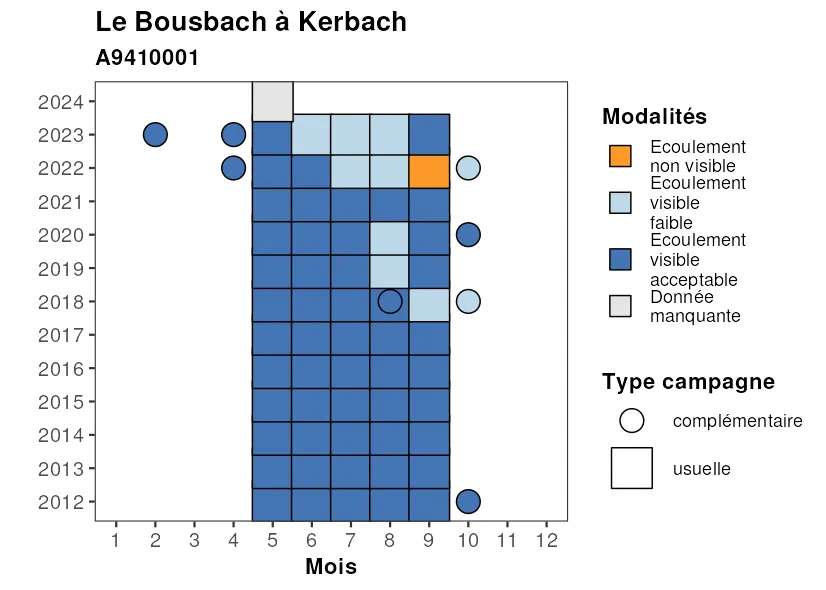 Le Bousbach à Kerbach
A9410001
2024
2023
2022
2021
2020
2019
2018
2017
2016
2015
2014
2013
2012
1 2 3 4 5 6 7 8 9 10 11 12
Mois
Modalités
Ecoulement
non visible
Ecoulement
visible
faible
Ecoulement
visible
acceptable
Donnée
manquante
Type campagne
complémentaire
usuelle